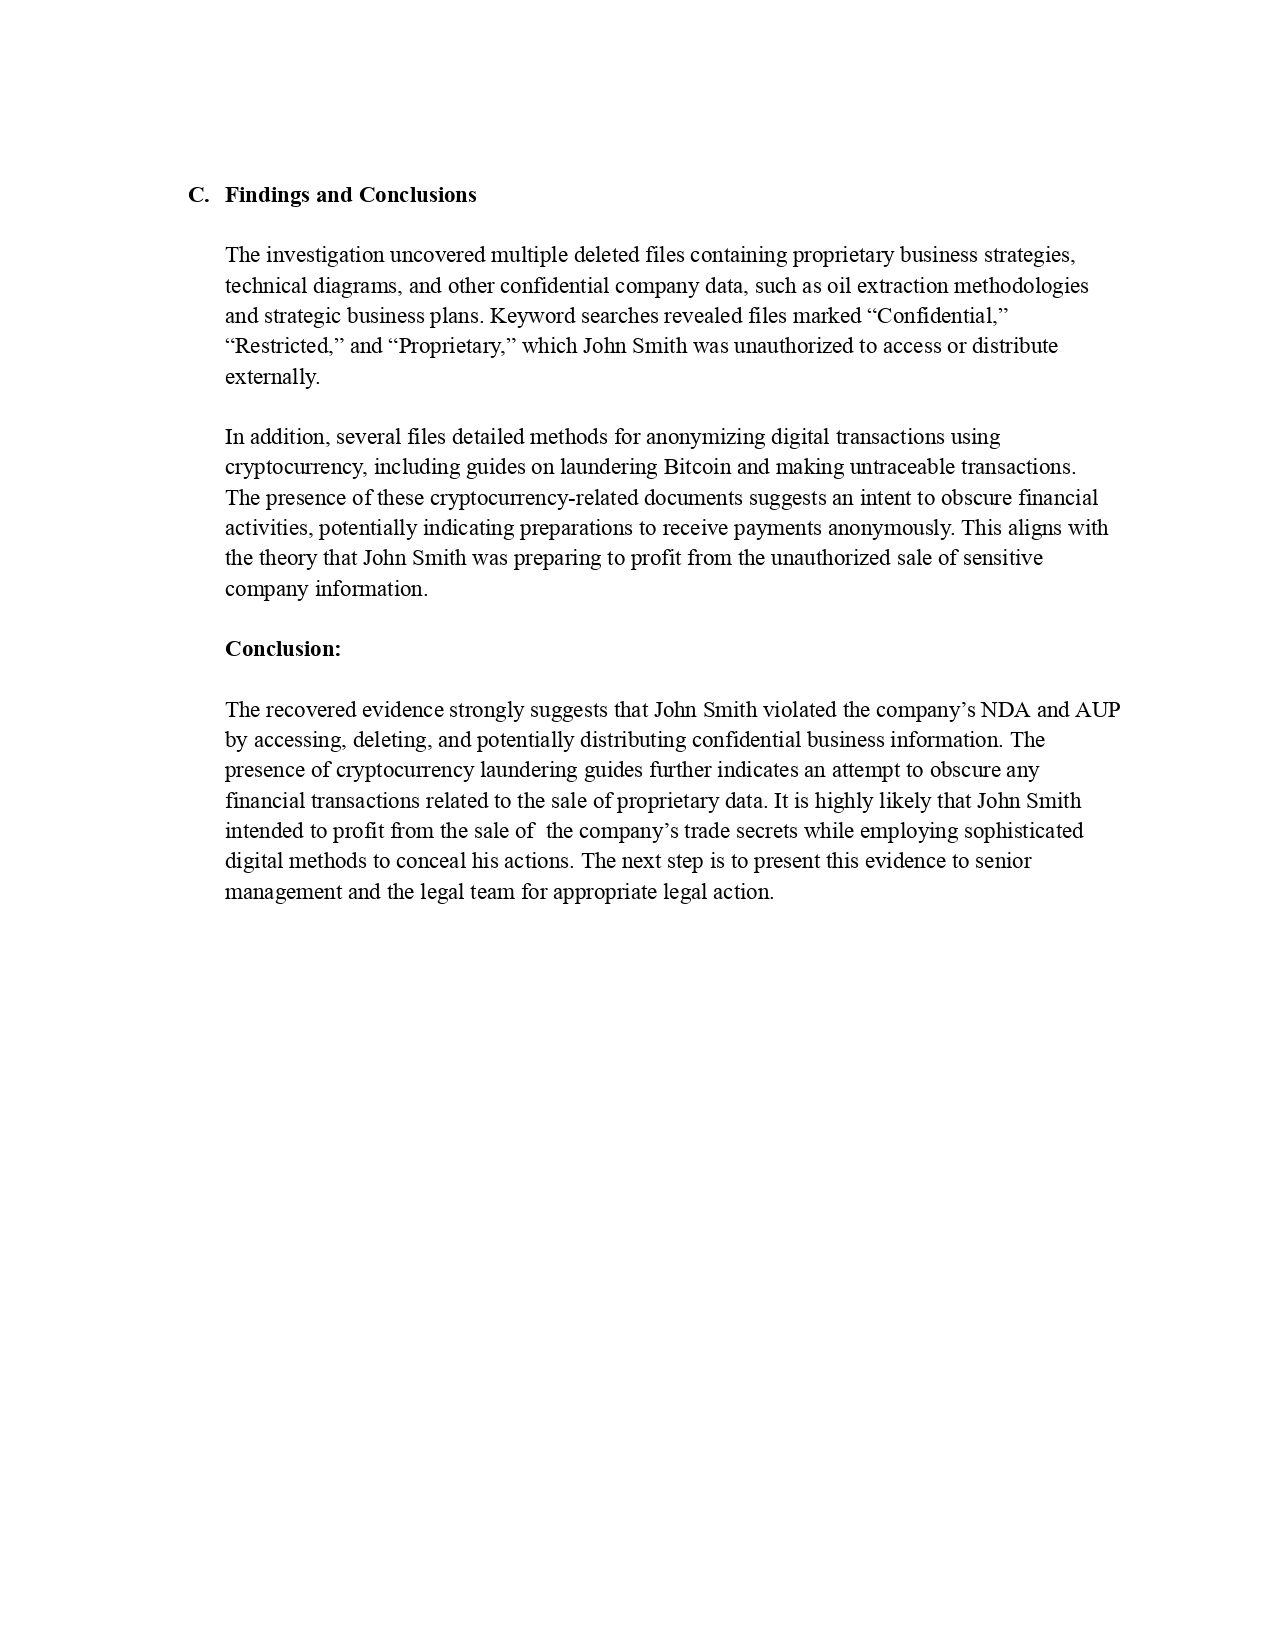 C. Findings and Conclusions
The investigation uncovered multiple deleted files containing proprietary business strategies,
technical diagrams, and other confidential company data, such as oil extraction methodologies
and strategic business plans. Keyword searches revealed files marked “Confidential,”
“Restricted,” and “Proprietary,” which John Smith was unauthorized to access or distribute
externally.
In addition, several files detailed methods for anonymizing digital transactions using
cryptocurrency, including guides on laundering Bitcoin and making untraceable transactions.
The presence of these cryptocurrency-related documents suggests an intent to obscure financial
activities, potentially indicating preparations to receive payments anonymously. This aligns with
the theory that John Smith was preparing to profit from the unauthorized sale of sensitive
company information.
Conclusion:
The recovered evidence strongly suggests that John Smith violated the company’s NDA and AUP
by accessing, deleting, and potentially distributing confidential business information. The
presence of cryptocurrency laundering guides further indicates an attempt to obscure any
financial transactions related to the sale of proprietary data. It is highly likely that John Smith
intended to profit from the sale of  the company’s trade secrets while employing sophisticated
digital methods to conceal his actions. The next step is to present this evidence to senior
management and the legal team for appropriate legal action.